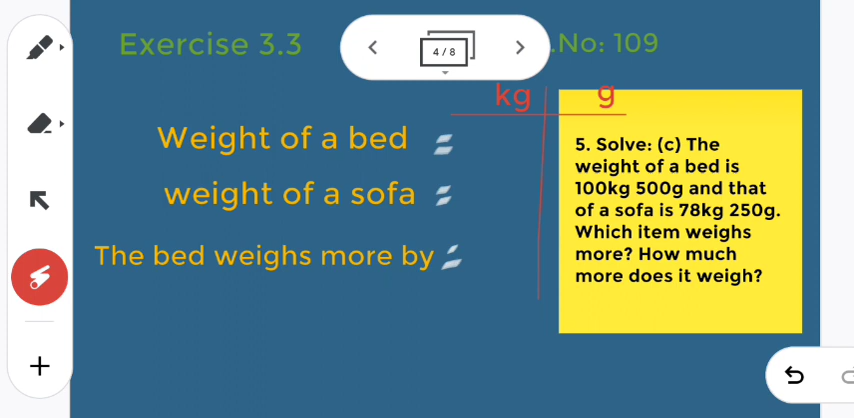 Exercise 3.3
4 / 8
.No: 109
kg g
Weight of a bed =
weight of a sofa =
The bed weighs more by =
5. Solve: (c) The
weight of a bed is
100kg 500g and that
of a sofa is 78kg 250g.
Which item weighs
more? How much
more does it weigh?